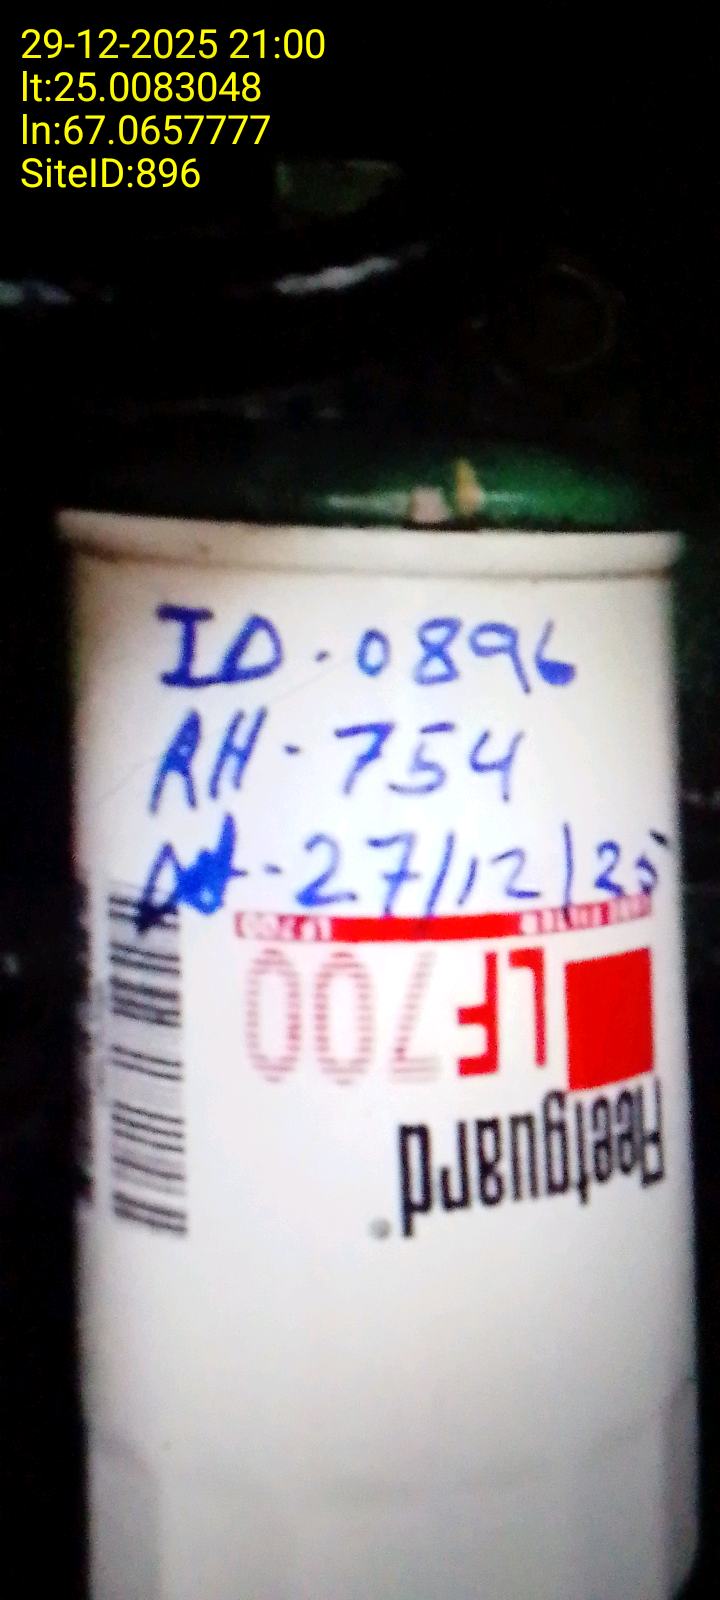 29-12-2025 21:00
lt:25.0083048
ln:67.0657777
SiteID:896
ID-0896
RH-754
Dt-27/12/25
LF700
Fleetguard